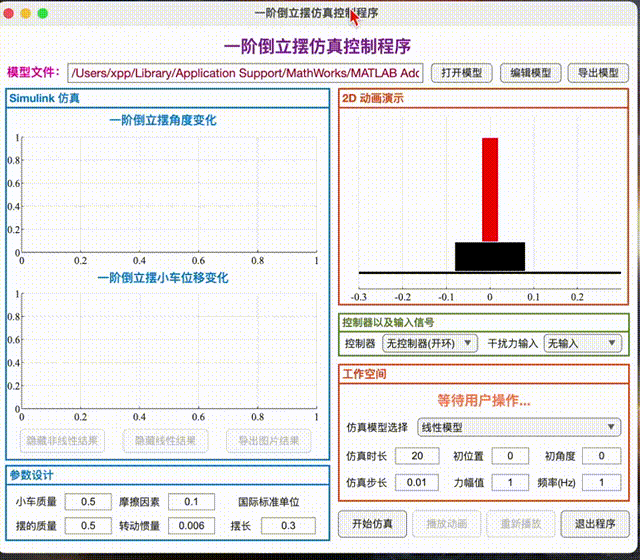 一阶倒立摆仿真控制程序
一阶倒立摆仿真控制程序
模型文件: /Users/xpp/Library/Application Support/MathWorks/MATLAB Add 打开模型 编辑模型 导出模型
Simulink 仿真
一阶倒立摆角度变化
1
0.8
0.6
0.4
0.2
0
0 0.2 0.4 0.6 0.8 1
一阶倒立摆小车位移变化
1
0.8
0.6
0.4
0.2
0
0 0.2 0.4 0.6 0.8 1
隐藏非线性结果 隐藏线性结果 导出图片结果
参数设计
小车质量 0.5 摩擦因素 0.1 国际标准单位
摆的质量 0.5 转动惯量 0.006 摆长 0.3
2D 动画演示
-0.3 -0.2 -0.1 0 0.1 0.2
控制器以及输入信号
控制器 无控制器(开环) 干扰力输入 无输入
工作空间
等待用户操作...
仿真模型选择 线性模型
仿真时长 20 初位置 0 初角度 0
仿真步长 0.01 力幅值 1 频率(Hz) 1
开始仿真 播放动画 重新播放 退出程序